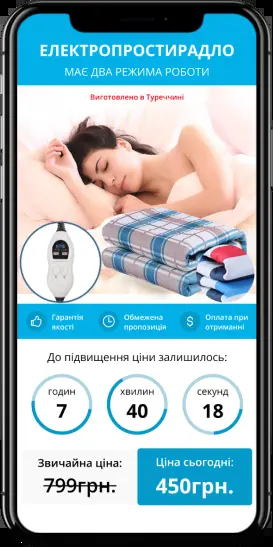 ЕЛЕКТРОПРОСТИРАДЛО
МАЄ ДВА РЕЖИМА РОБОТИ
Виготовлено в Туреччині
Гарантія
якості
Обмежена
пропозиція
Оплата при
отриманні
До підвищення ціни залишилось:
годин
7
хвилин
40
секунд
18
Звичайна ціна:
799грн.
Ціна сьогодні:
450грн.